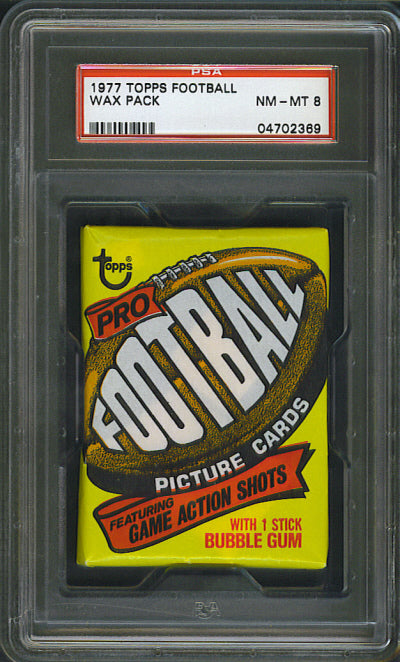 PSA
1977 TOPPS FOOTBALL
WAX PACK
NM - MT 8
04702369
topps®
PRO
FOOTBALL
PICTURE CARDS
FEATURING
GAME ACTION SHOTS
WITH 1 STICK
BUBBLE GUM
PSA